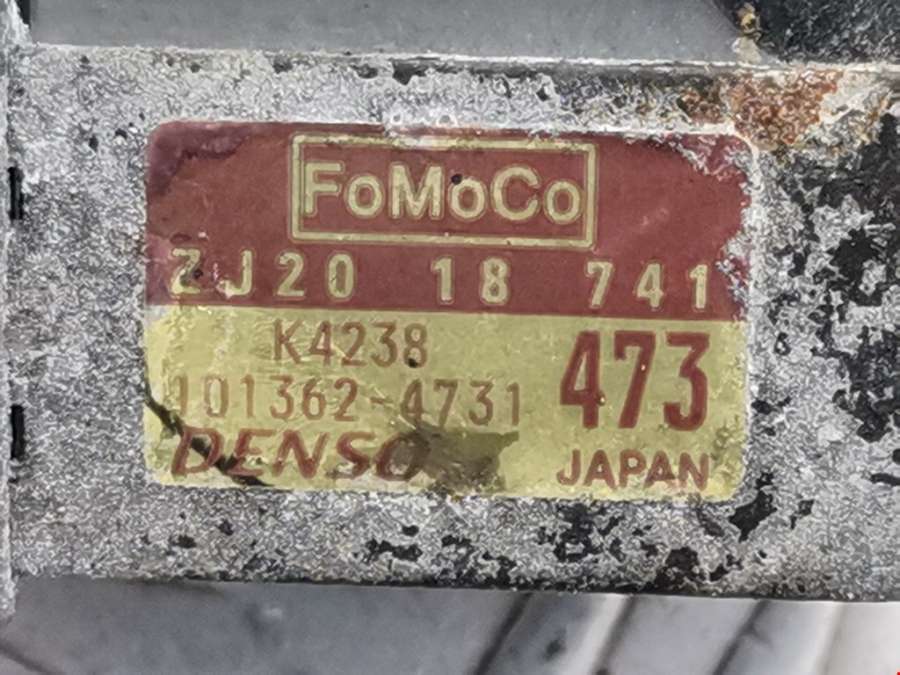 FoMoCo
ZJ20 18 741
K4238
101362-4731
473
DENSO
JAPAN